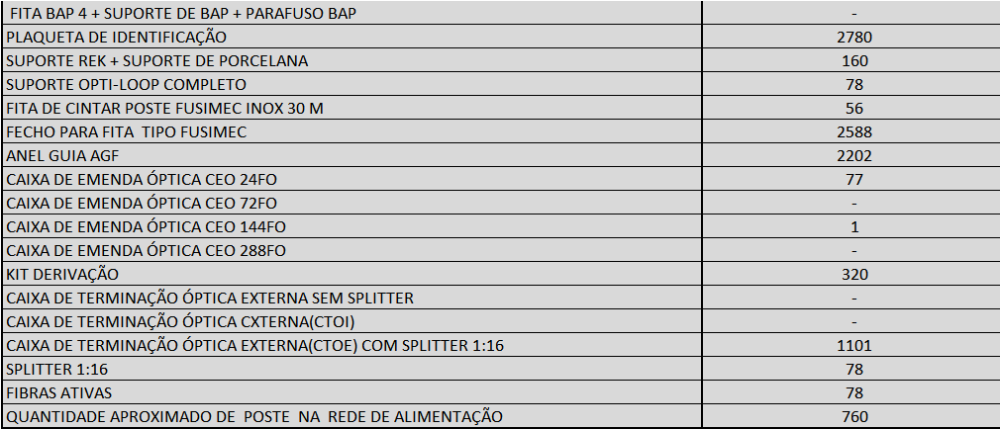 FITA BAP 4 + SUPORTE DE BAP + PARAFUSO BAP -
PLAQUETA DE IDENTIFICAÇÃO 2780
SUPORTE REK + SUPORTE DE PORCELANA 160
SUPORTE OPTI-LOOP COMPLETO 78
FITA DE CINTAR POSTE FUSIMEC INOX 30 M 56
FECHO PARA FITA TIPO FUSIMEC 2588
ANEL GUIA AGF 2202
CAIXA DE EMENDA ÓPTICA CEO 24FO 77
CAIXA DE EMENDA ÓPTICA CEO 72FO -
CAIXA DE EMENDA ÓPTICA CEO 144FO 1
CAIXA DE EMENDA ÓPTICA CEO 288FO -
KIT DERIVAÇÃO 320
CAIXA DE TERMINAÇÃO ÓPTICA EXTERNA SEM SPLITTER -
CAIXA DE TERMINAÇÃO ÓPTICA CXTERNA(CTOI) -
CAIXA DE TERMINAÇÃO ÓPTICA EXTERNA(CTOE) COM SPLITTER 1:16 1101
SPLITTER 1:16 78
FIBRAS ATIVAS 78
QUANTIDADE APROXIMADO DE POSTE NA REDE DE ALIMENTAÇÃO 760